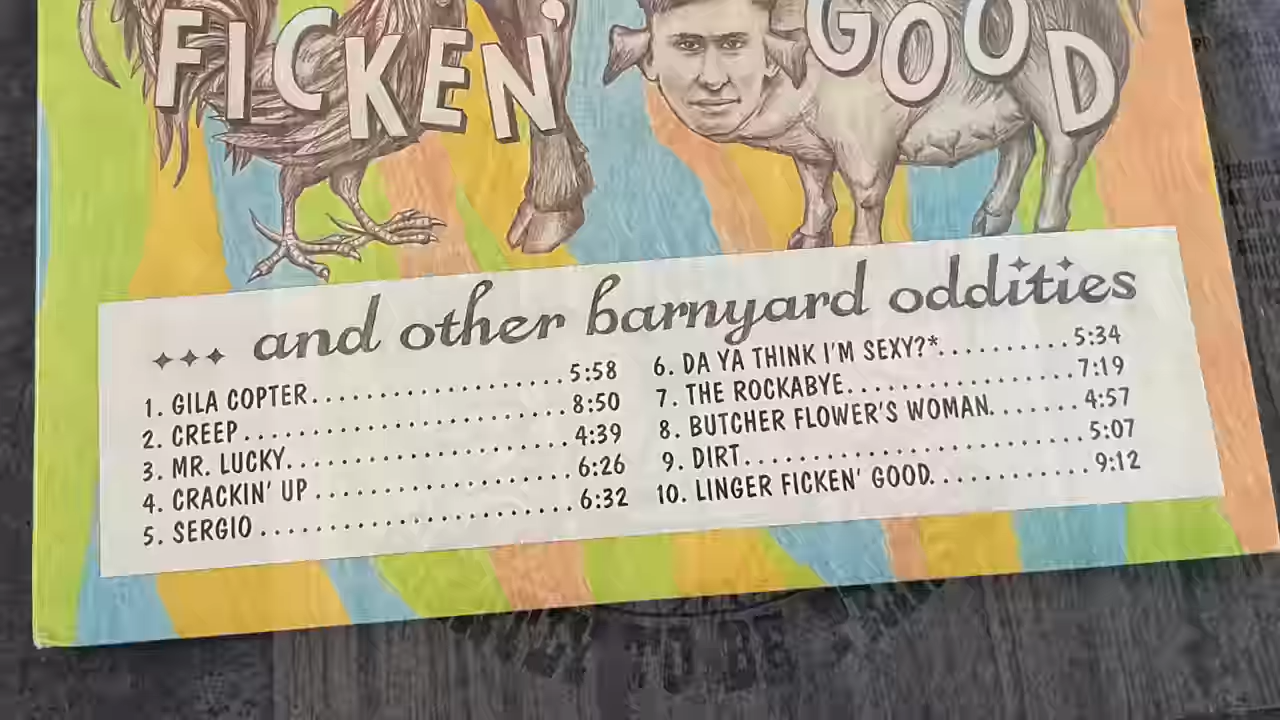 FICKEN'
GOOD
and other barnyard oddities
1. GILA COPTER 5:58
2. CREEP 8:50
3. MR. LUCKY 4:39
4. CRACKIN' UP 6:26
5. SERGIO 6:32
6. DA YA THINK I'M SEXY?* 5:34
7. THE ROCKABYE 7:19
8. BUTCHER FLOWER'S WOMAN 4:57
9. DIRT 5:07
10. LINGER FICKEN' GOOD 9:12
TO BE